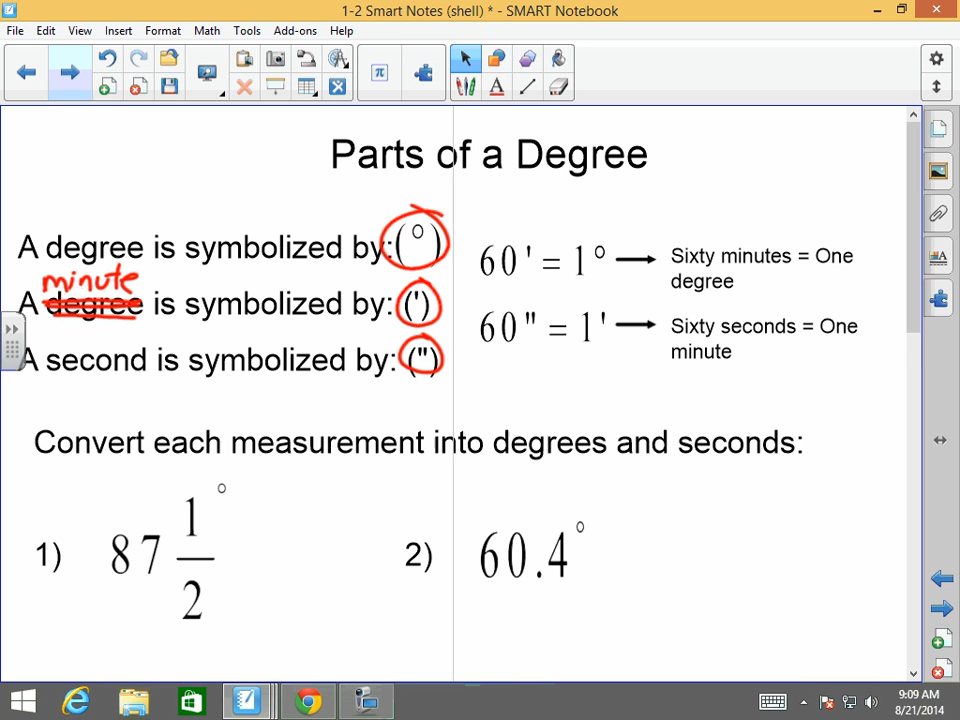 1-2 Smart Notes (shell) * - SMART Notebook
File Edit View Insert Format Math Tools Add-ons Help
Parts of a Degree
A degree is symbolized by: (°)
minute
A degree is symbolized by: (')
A second is symbolized by: (")
60' = 1° Sixty minutes = One
degree
60" = 1' Sixty seconds = One
minute
Convert each measurement into degrees and seconds:
1) 87 1/2°
2) 60.4°
9:09 AM
8/21/2014